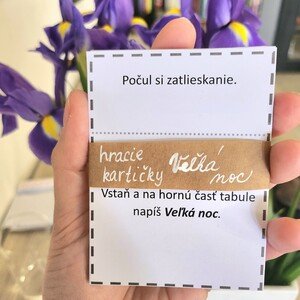 Počul si zatlieskanie.
hracie Veľká
kartičky noc
Vstaň a na hornú časť tabule
napíš Veľká noc.